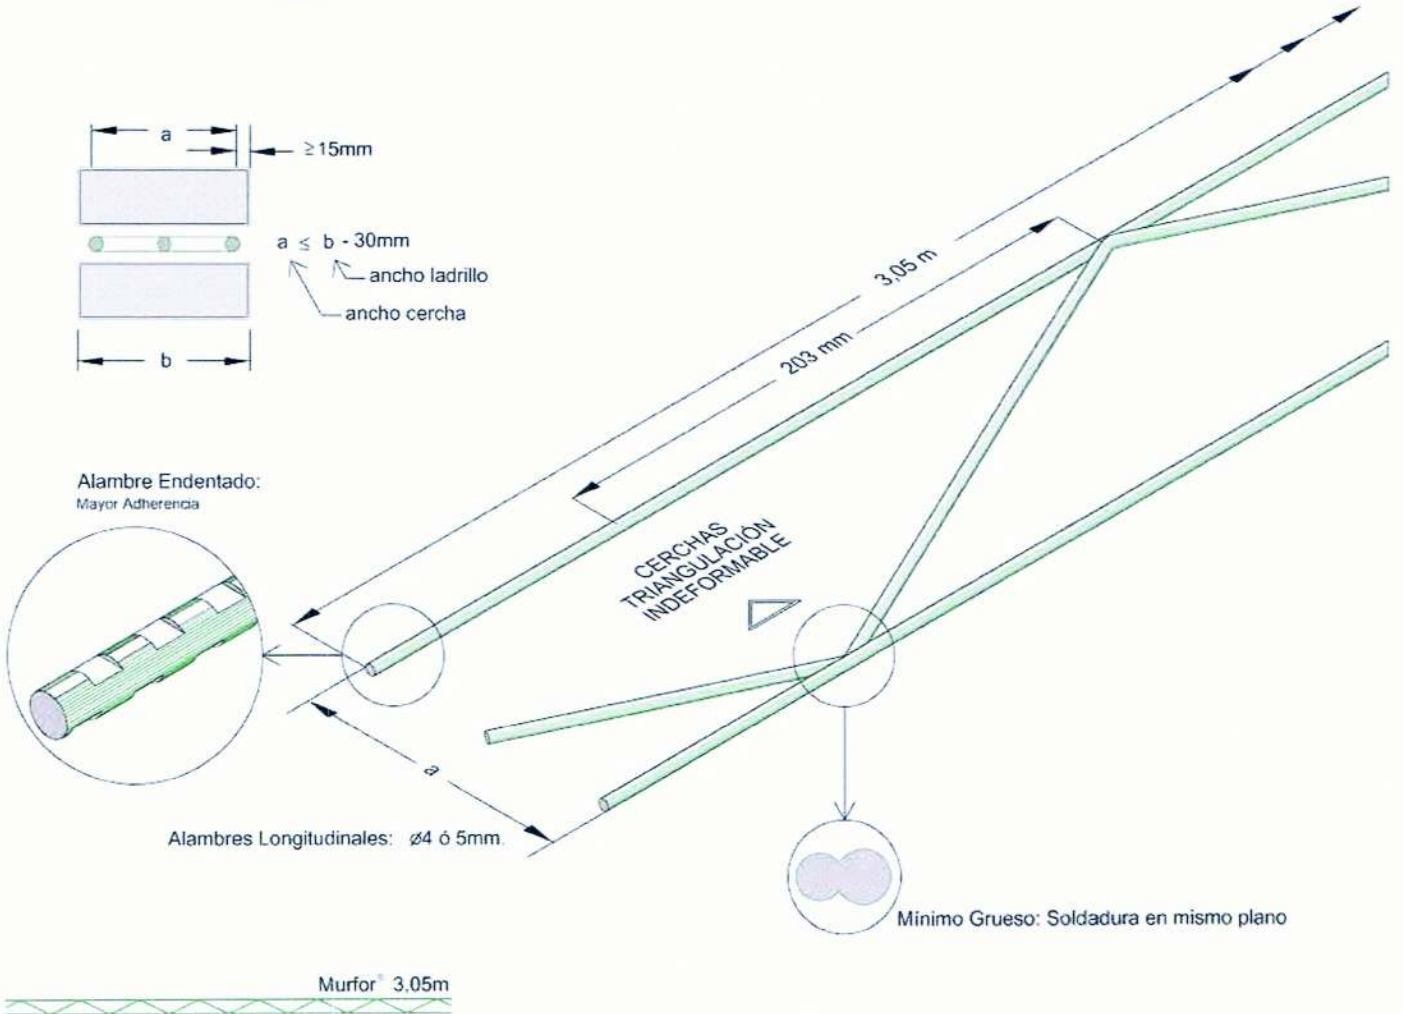 a
≥15mm
a ≤ b - 30mm
ancho ladrillo
ancho cercha
b
3,05 m
203 mm
Alambre Endentado:
Mayor Adherencia
CERCHAS
TRIANGULACIÓN
INDEFORMABLE
a
Alambres Longitudinales: ø4 ó 5mm.
Mínimo Grueso: Soldadura en mismo plano
Murfor® 3,05m